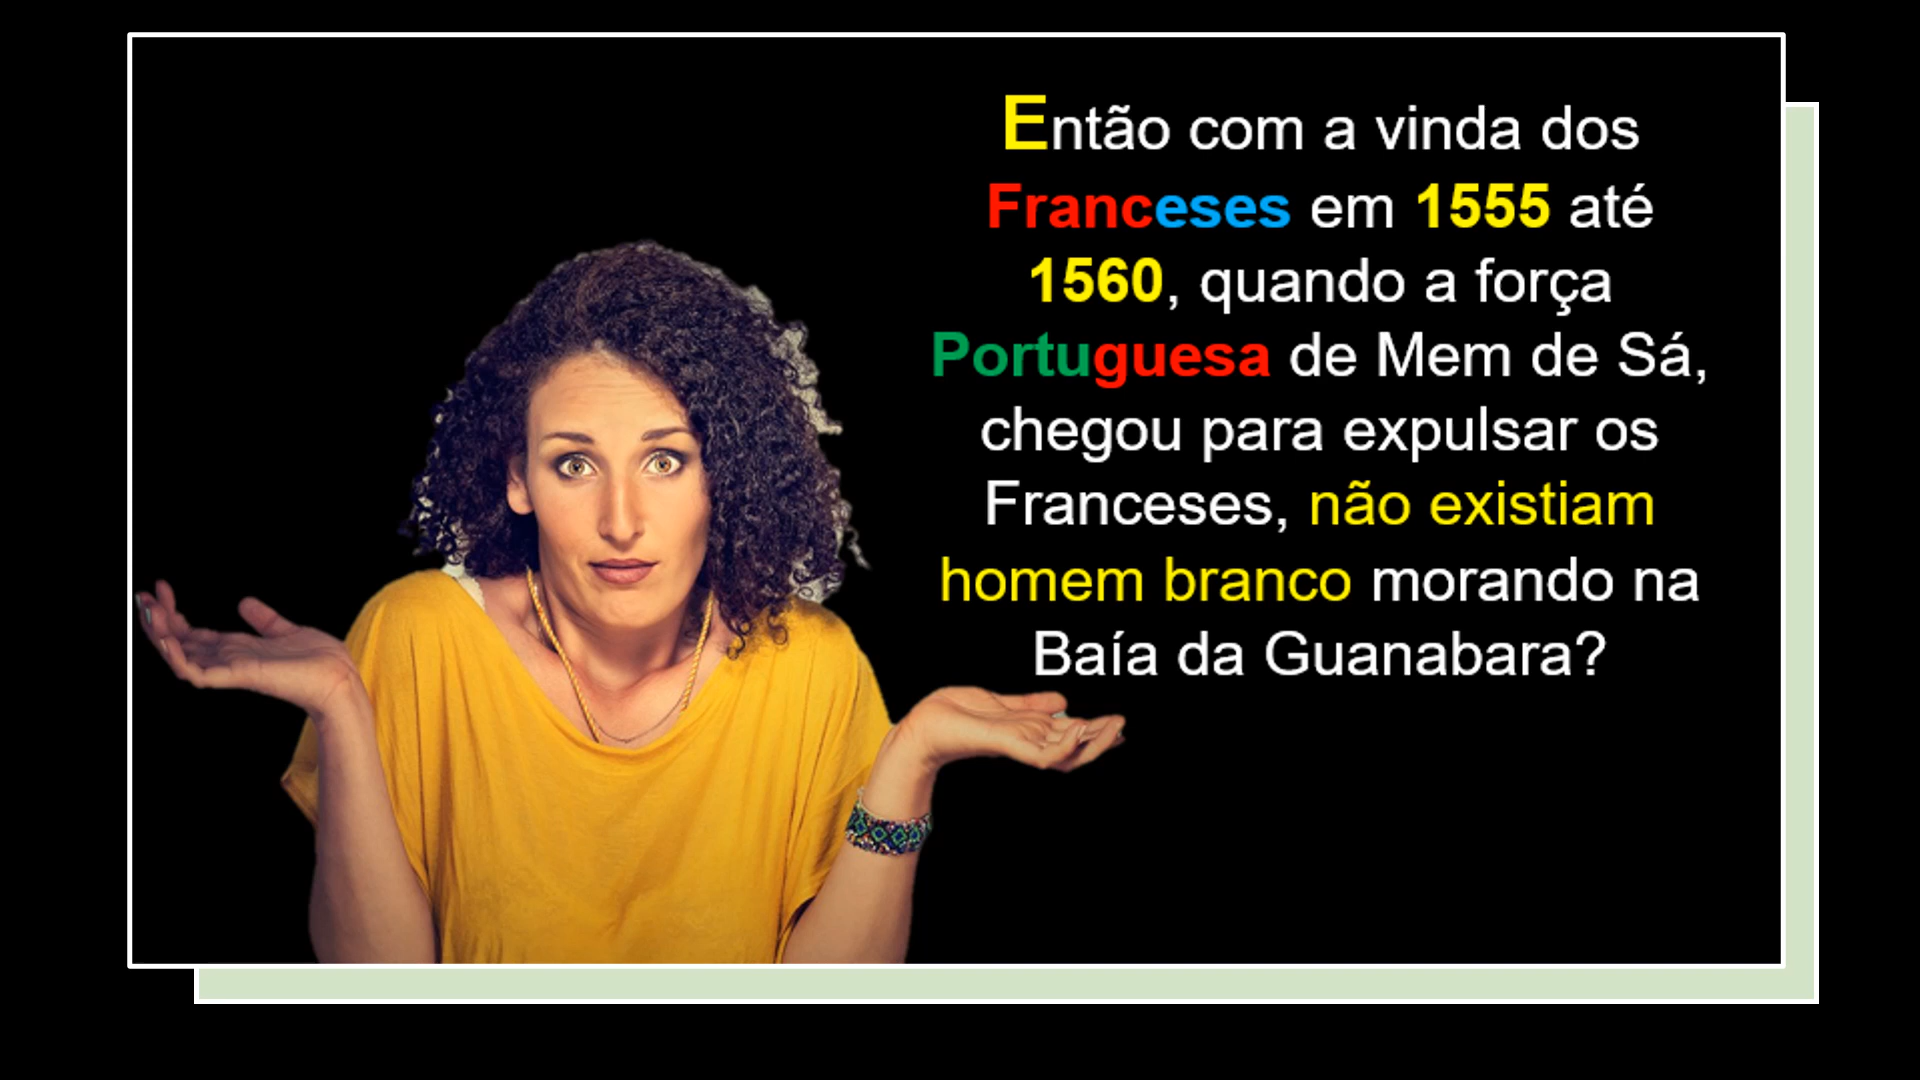 Então com a vinda dos
Franceses em 1555 até
1560, quando a força
Portuguesa de Mem de Sá,
chegou para expulsar os
Franceses, não existiam
homem branco morando na
Baía da Guanabara?